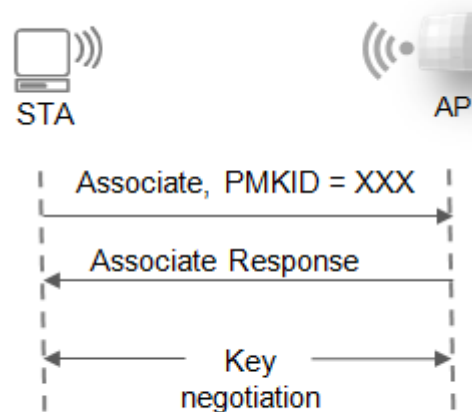 STA
AP
Associate, PMKID = XXX
Associate Response
Key
negotiation